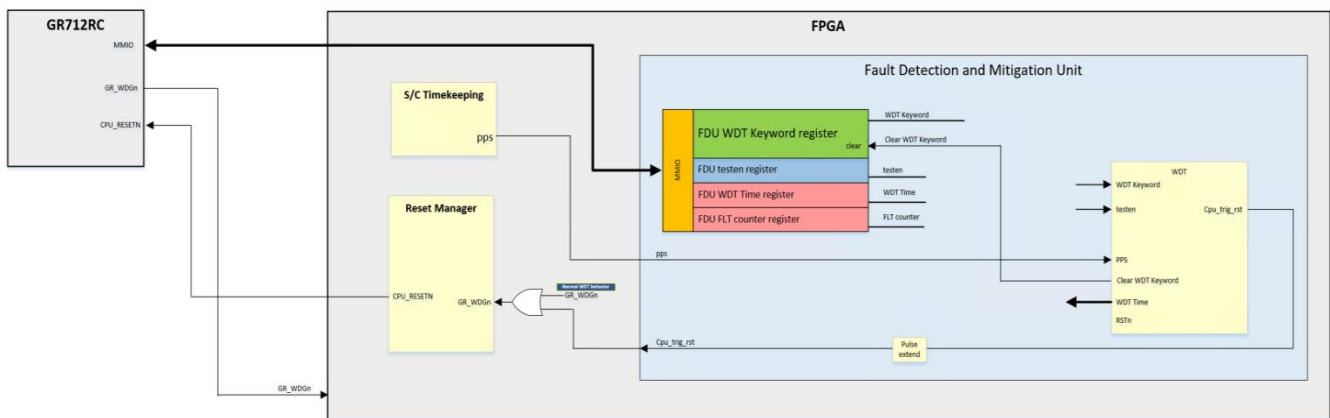 GR712RC
MMIO
GR_WDGn
CPU_RESETN
FPGA
S/C Timekeeping
pps
Reset Manager
CPU_RESETN
GR_WDGn
Normal WDT behavior
GR_WDGn
GR_WDGn
Fault Detection and Mitigation Unit
MMIO
FDU WDT Keyword register
clear
FDU testen register
FDU WDT Time register
FDU FLT counter register
WDT Keyword
Clear WDT Keyword
testen
WDT Time
FLT counter
pps
Cpu_trig_rst
Pulse
extend
WDT
WDT Keyword
testen
Cpu_trig_rst
PPS
Clear WDT Keyword
WDT Time
RSTn